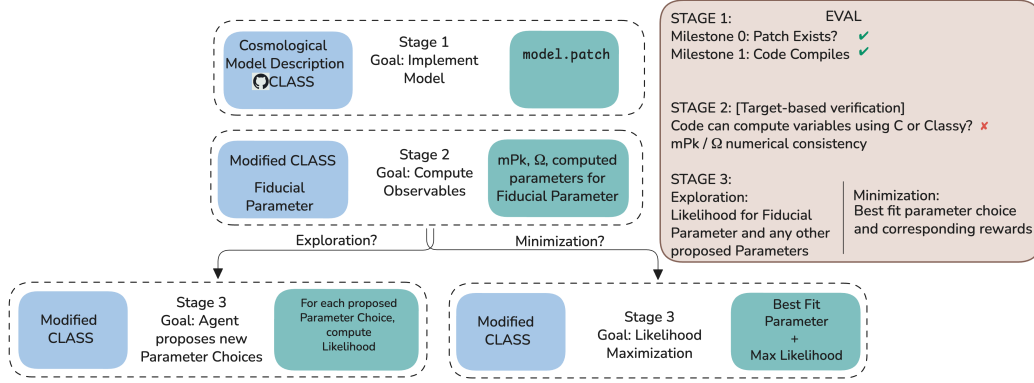 Cosmological
Model Description
CLASS
Stage 1
Goal: Implement
Model
model.patch
Modified CLASS
Fiducial
Parameter
Stage 2
Goal: Compute
Observables
mPk, Ω, computed
parameters for
Fiducial Parameter
Exploration?
Minimization?
Modified
CLASS
Stage 3
Goal: Agent
proposes new
Parameter Choices
For each proposed
Parameter Choice,
compute
Likelihood
Modified
CLASS
Stage 3
Goal: Likelihood
Maximization
Best Fit
Parameter
+
Max Likelihood
EVAL
STAGE 1:
Milestone 0: Patch Exists? ✔
Milestone 1: Code Compiles ✔
STAGE 2: [Target-based verification]
Code can compute variables using C or Classy? ✘
mPk / Ω numerical consistency
STAGE 3:
Exploration:
Likelihood for Fiducial
Parameter and any other
proposed Parameters
Minimization:
Best fit parameter choice
and corresponding rewards